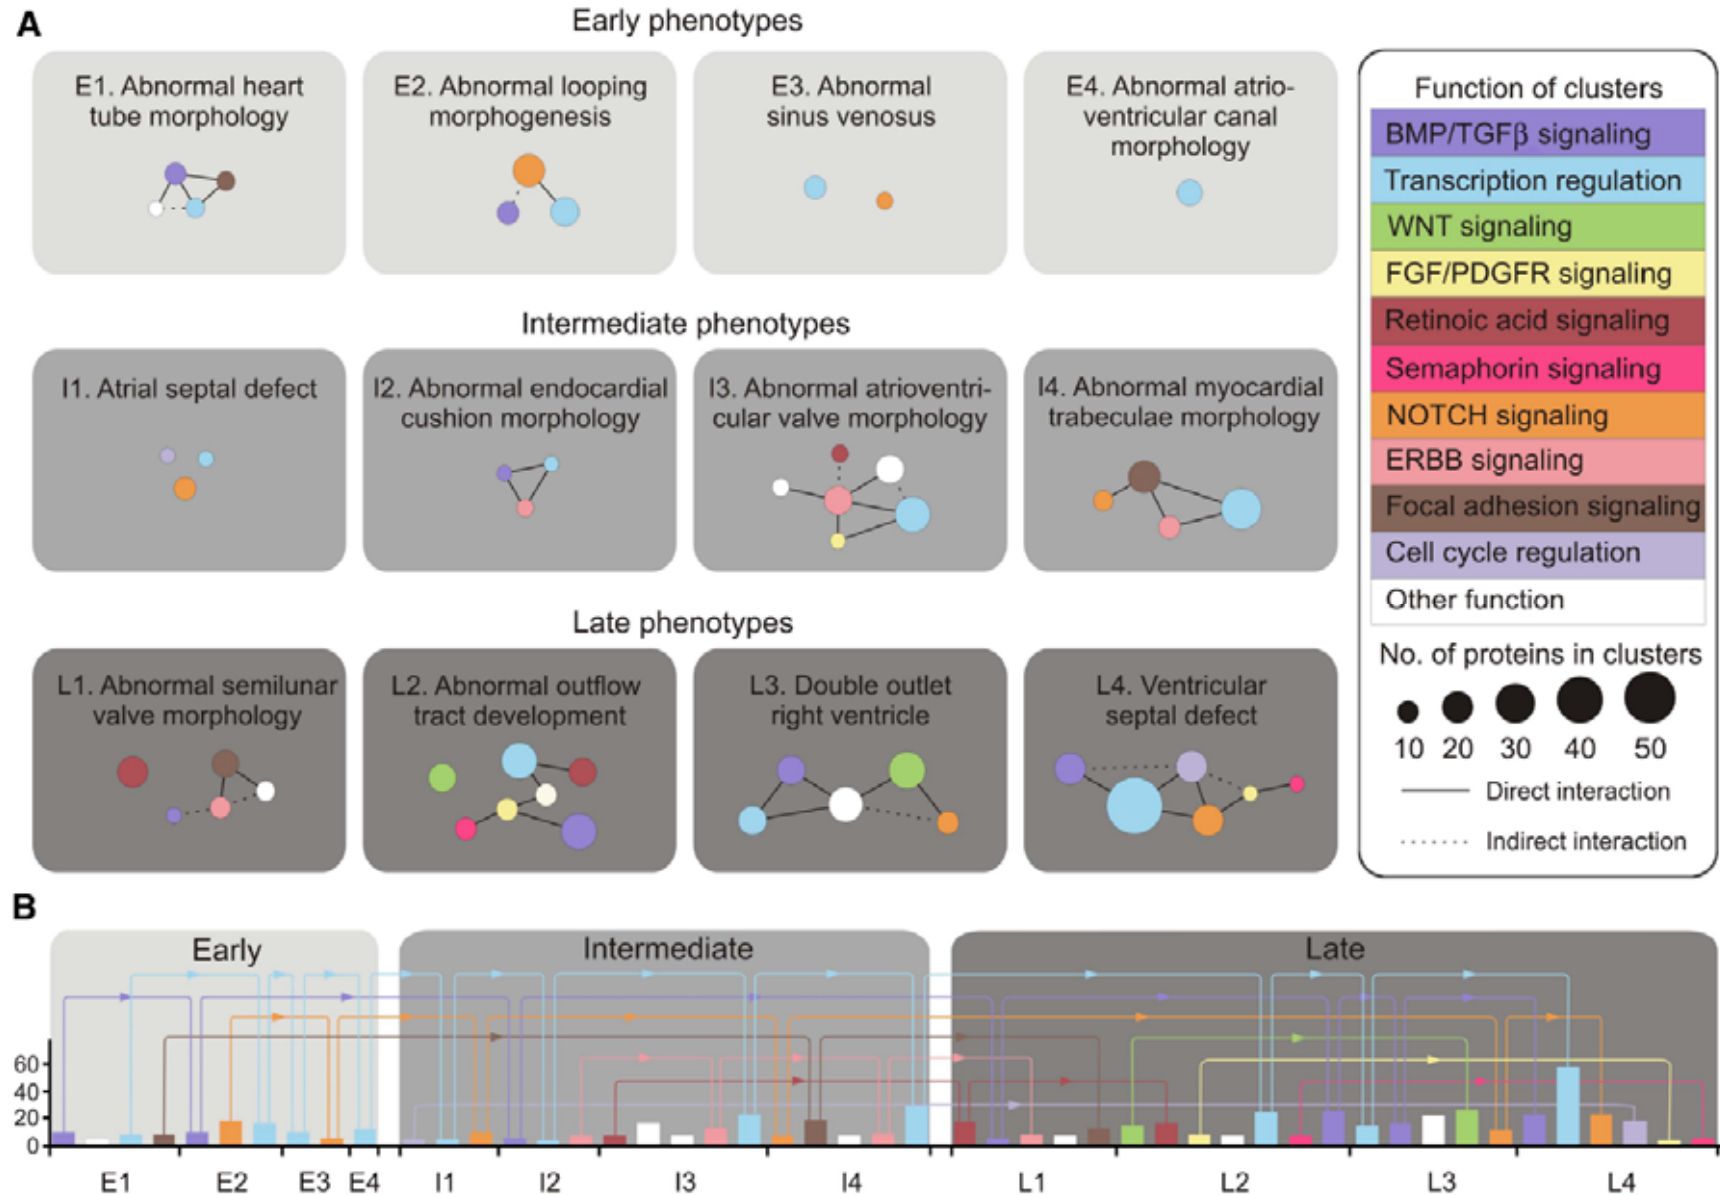 A
Early phenotypes
E1. Abnormal heart
tube morphology
E2. Abnormal looping
morphogenesis
E3. Abnormal
sinus venosus
E4. Abnormal atrio-
ventricular canal
morphology
Intermediate phenotypes
I1. Atrial septal defect
I2. Abnormal endocardial
cushion morphology
I3. Abnormal atrioventri-
cular valve morphology
I4. Abnormal myocardial
trabeculae morphology
Late phenotypes
L1. Abnormal semilunar
valve morphology
L2. Abnormal outflow
tract development
L3. Double outlet
right ventricle
L4. Ventricular
septal defect
Function of clusters
BMP/TGFβ signaling
Transcription regulation
WNT signaling
FGF/PDGFR signaling
Retinoic acid signaling
Semaphorin signaling
NOTCH signaling
ERBB signaling
Focal adhesion signaling
Cell cycle regulation
Other function
No. of proteins in clusters
10 20 30 40 50
Direct interaction
Indirect interaction
B
Early
Intermediate
Late
60
40
20
0
E1 E2 E3 E4 I1 I2 I3 I4 L1 L2 L3 L4